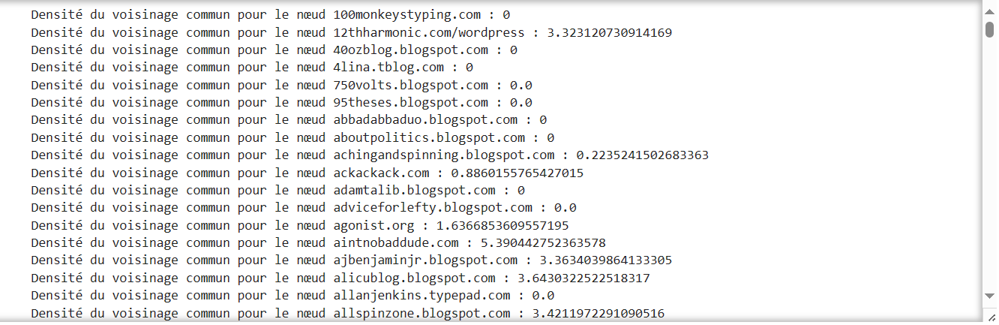 Densité du voisinage commun pour le nœud 100monkeystyping.com : 0
Densité du voisinage commun pour le nœud 12thharmonic.com/wordpress : 3.323120730914169
Densité du voisinage commun pour le nœud 40ozblog.blogspot.com : 0
Densité du voisinage commun pour le nœud 4lina.tblog.com : 0
Densité du voisinage commun pour le nœud 750volts.blogspot.com : 0.0
Densité du voisinage commun pour le nœud 95theses.blogspot.com : 0.0
Densité du voisinage commun pour le nœud abbadabbaduo.blogspot.com : 0
Densité du voisinage commun pour le nœud aboutpolitics.blogspot.com : 0
Densité du voisinage commun pour le nœud achingandspinning.blogspot.com : 0.2235241502683363
Densité du voisinage commun pour le nœud ackackack.com : 0.8860155765427015
Densité du voisinage commun pour le nœud adamtalib.blogspot.com : 0
Densité du voisinage commun pour le nœud adviceforlefty.blogspot.com : 0.0
Densité du voisinage commun pour le nœud agonist.org : 1.6366853609557195
Densité du voisinage commun pour le nœud aintnobaddude.com : 5.390442752363578
Densité du voisinage commun pour le nœud ajbenjaminjr.blogspot.com : 3.3634039864133305
Densité du voisinage commun pour le nœud alicublog.blogspot.com : 3.6430322522518317
Densité du voisinage commun pour le nœud allanjenkins.typepad.com : 0.0
Densité du voisinage commun pour le nœud allspinzone.blogspot.com : 3.4211972291090516